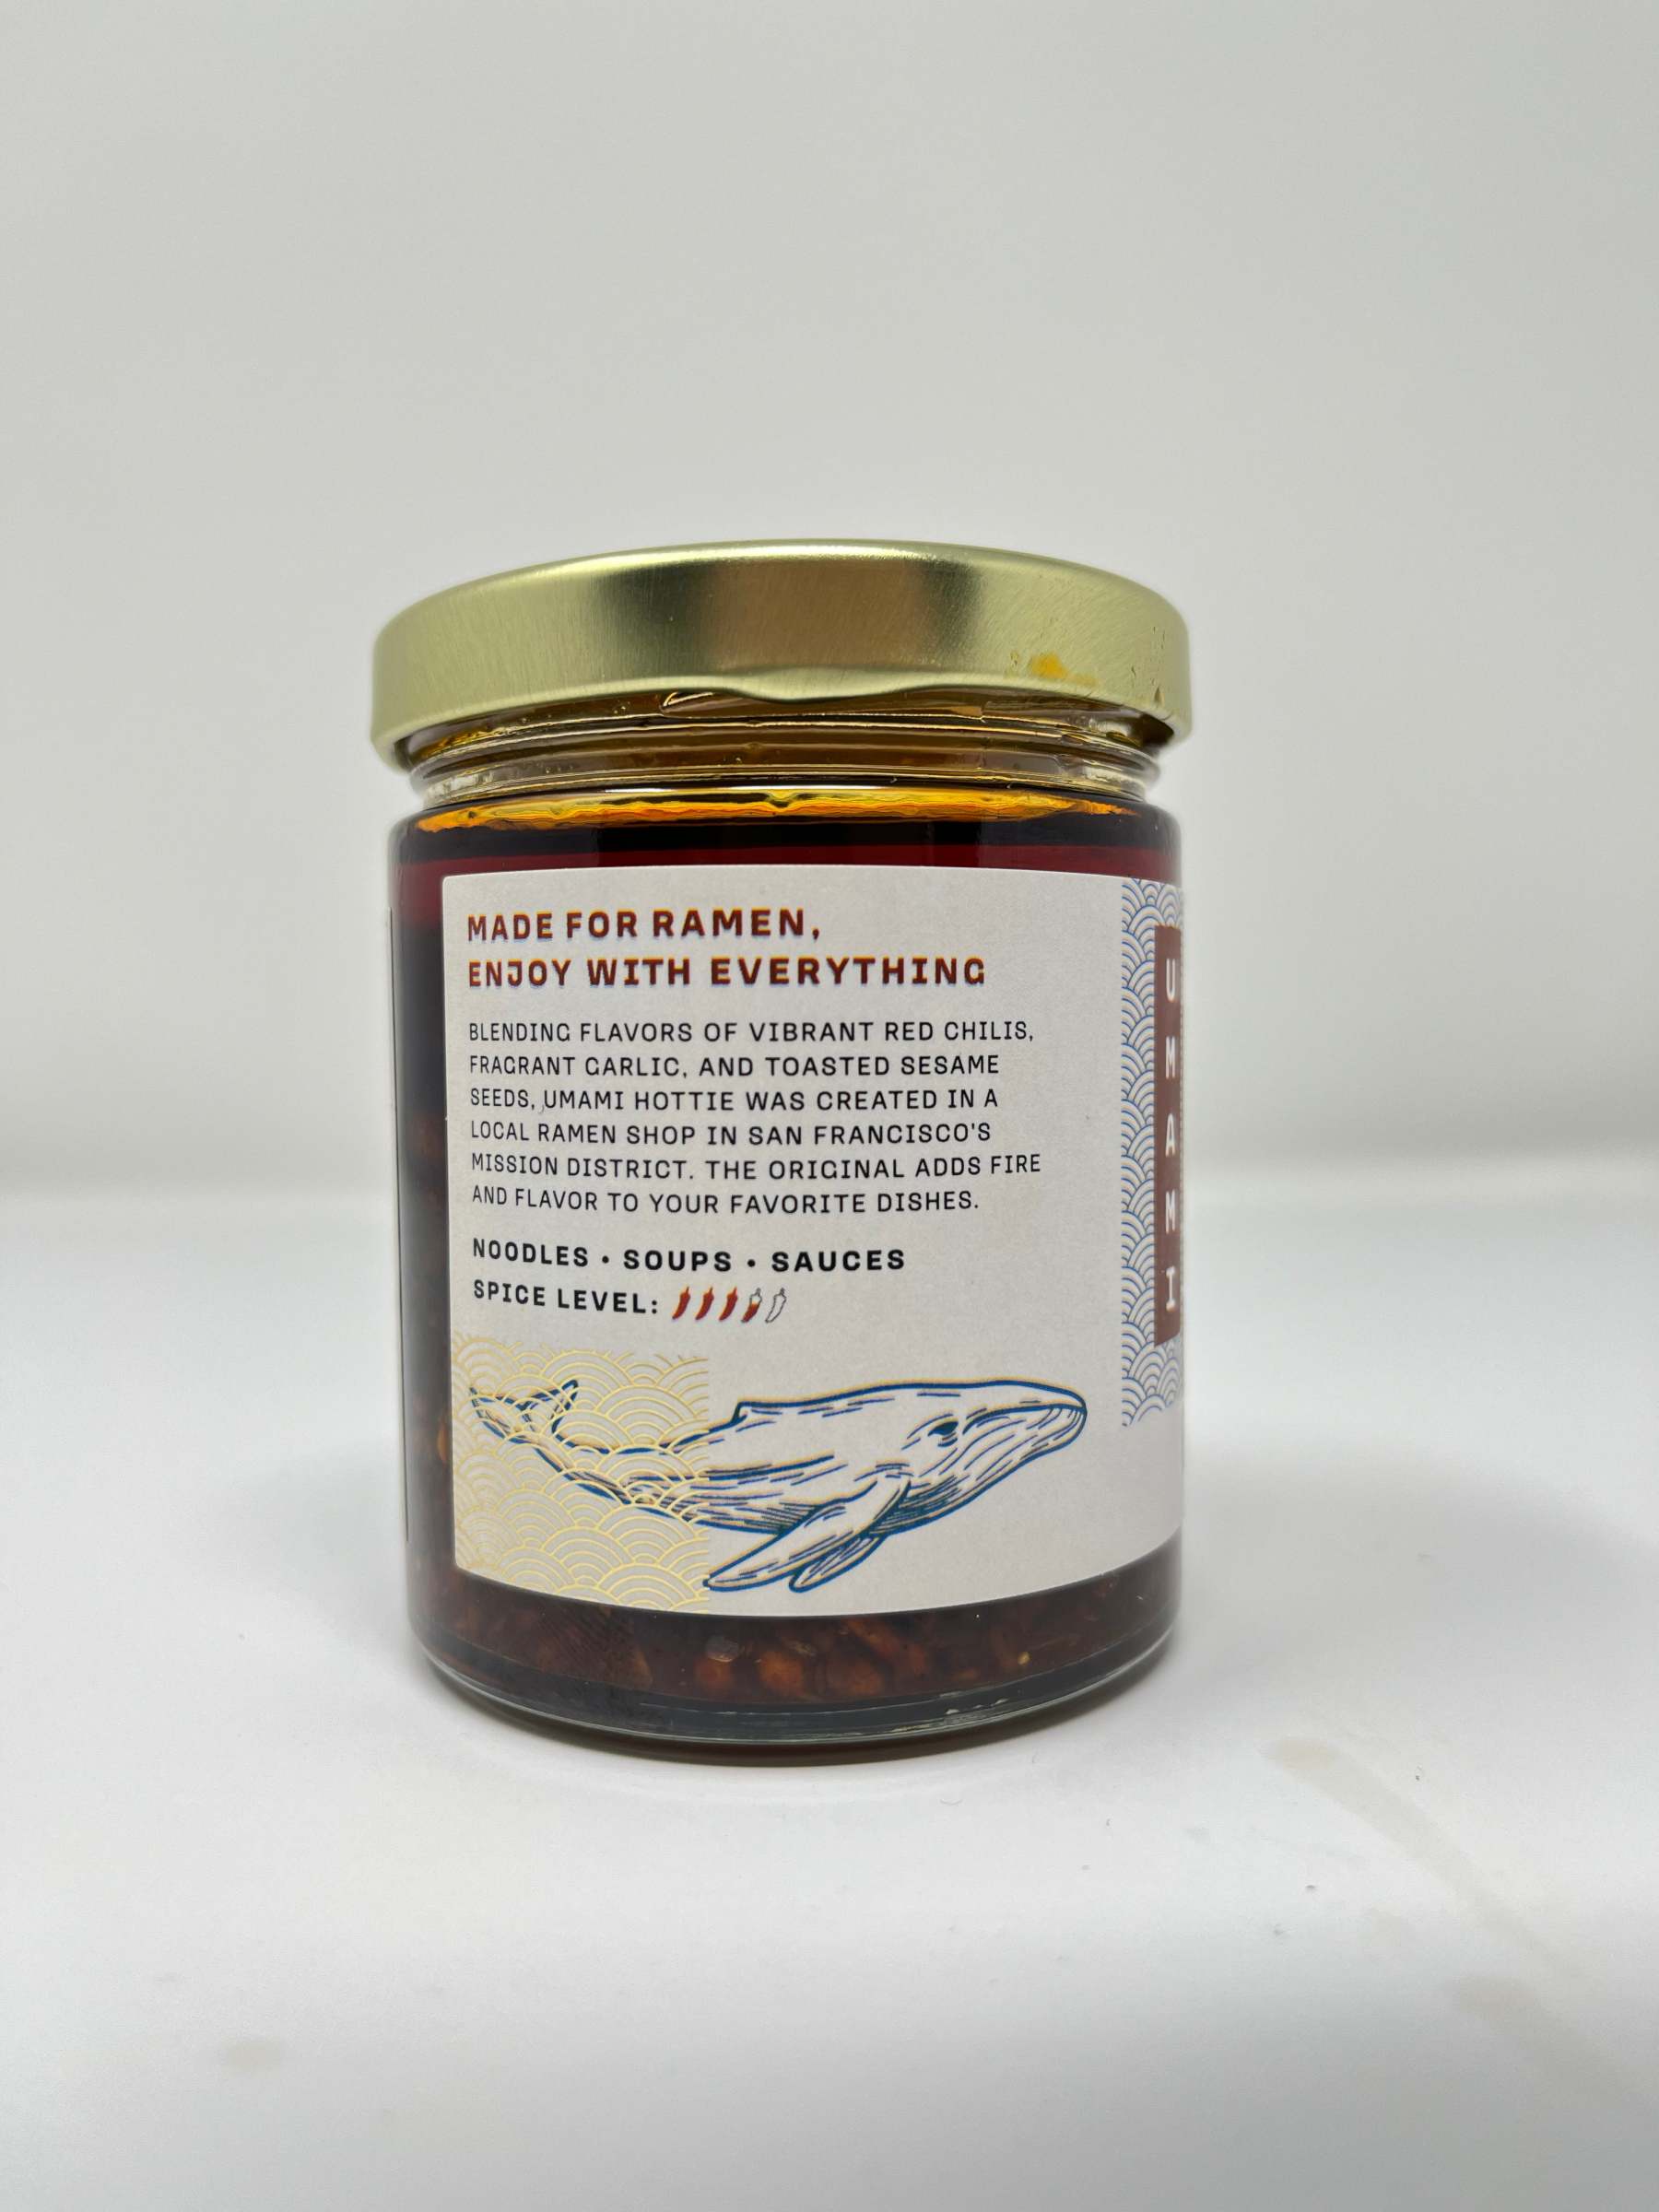 MADE FOR RAMEN,
ENJOY WITH EVERYTHING
BLENDING FLAVORS OF VIBRANT RED CHILIS,
FRAGRANT GARLIC, AND TOASTED SESAME
SEEDS, UMAMI HOTTIE WAS CREATED IN A
LOCAL RAMEN SHOP IN SAN FRANCISCO'S
MISSION DISTRICT. THE ORIGINAL ADDS FIRE
AND FLAVOR TO YOUR FAVORITE DISHES.
NOODLES • SOUPS • SAUCES
SPICE LEVEL:
UMAMI